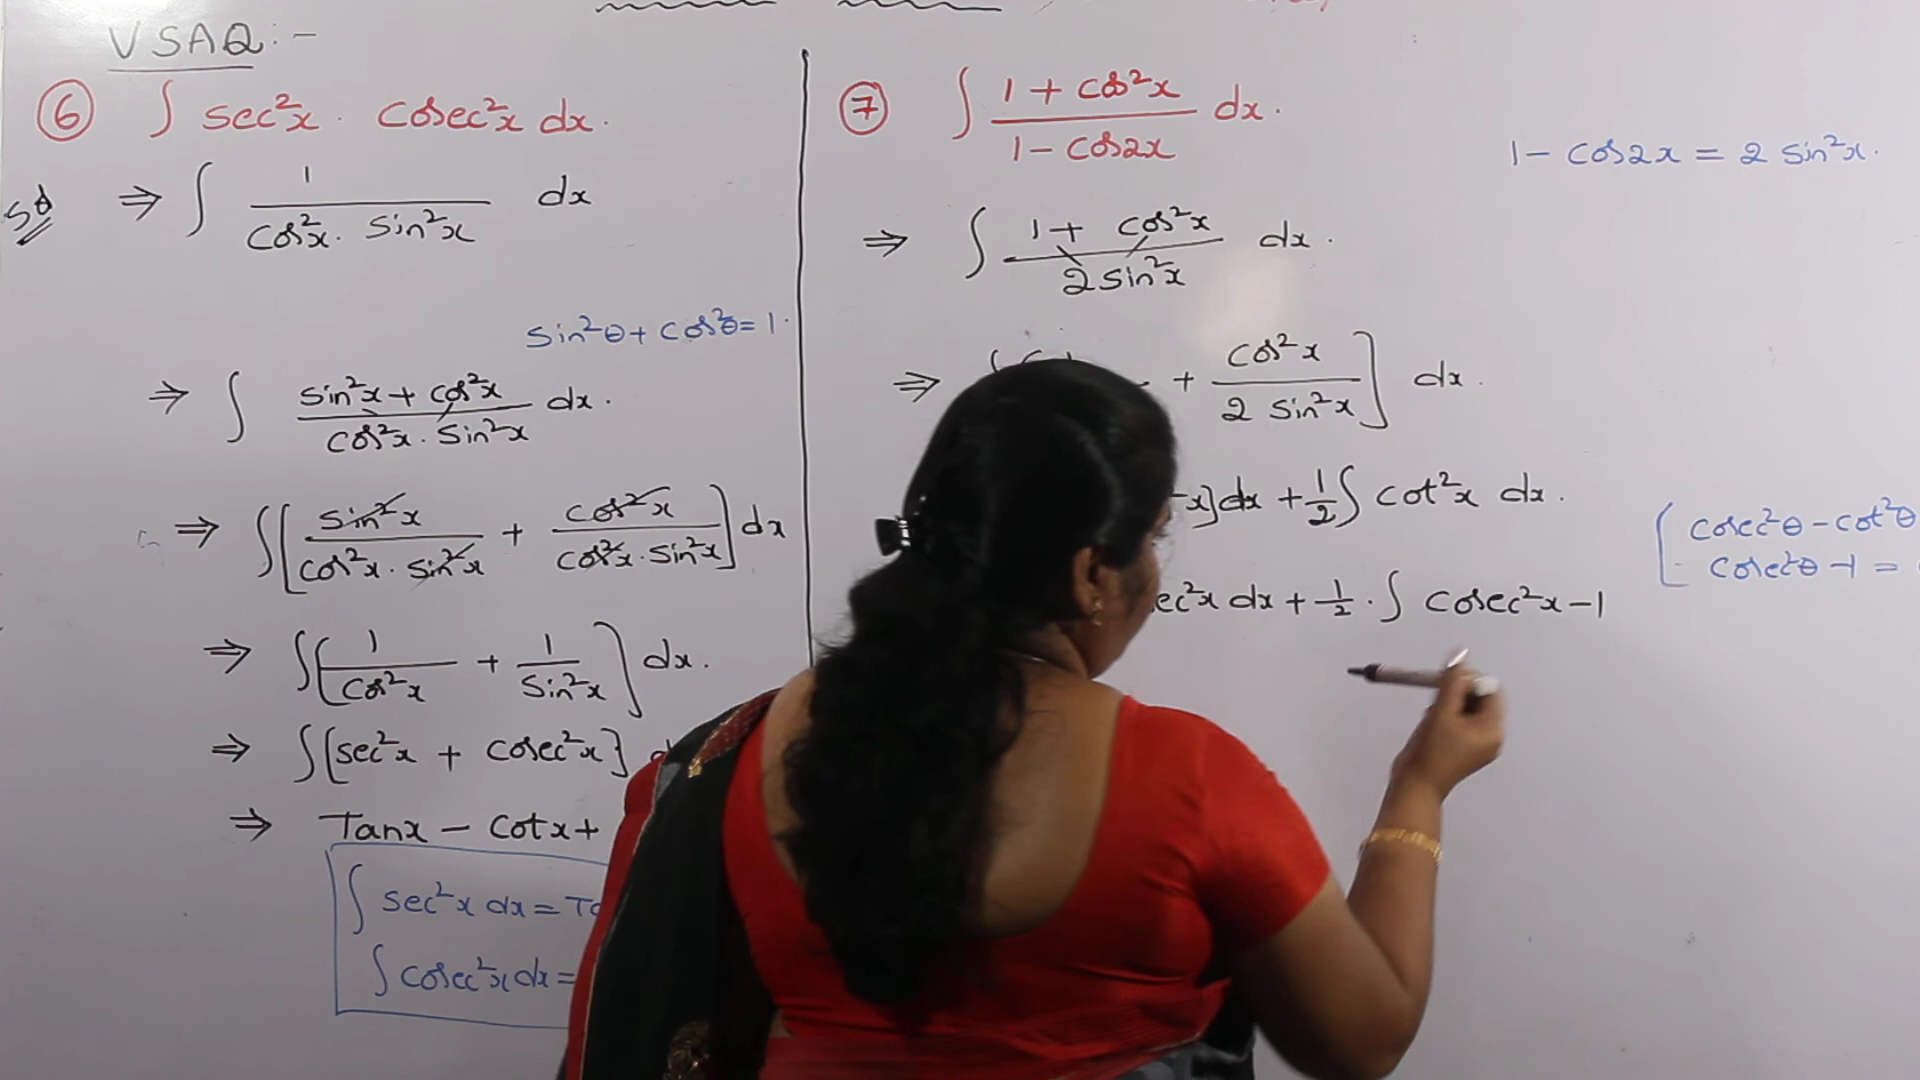 VSAQ:-
⑥ ∫ sec²x . cosec²x dx.
Sol ⇒ ∫ 1 / cos²x . sin²x dx
sin²θ + cos²θ = 1.
⇒ ∫ sin²x + cos²x / cos²x . sin²x dx.
⇒ ∫[ sin²x / cos²x . sin²x + cos²x / cos²x . sin²x ] dx
⇒ ∫[ 1 / cos²x + 1 / sin²x ] dx.
⇒ ∫[sec²x + cosec²x]
⇒ Tanx - cotx +
∫ sec²x dx =
∫ cosec²x dx =
⑦ ∫ 1 + cos²x / 1 - cos2x dx.
1 - cos2x = 2 sin²x.
⇒ ∫ 1 + cos²x / 2 sin²x dx.
⇒ + cos²x / 2 sin²x ] dx.
x] dx + 1/2 ∫ cot²x dx.
ec²x dx + 1/2 . ∫ cosec²x - 1
cosec²θ - cot²θ
cosec²θ - 1 =